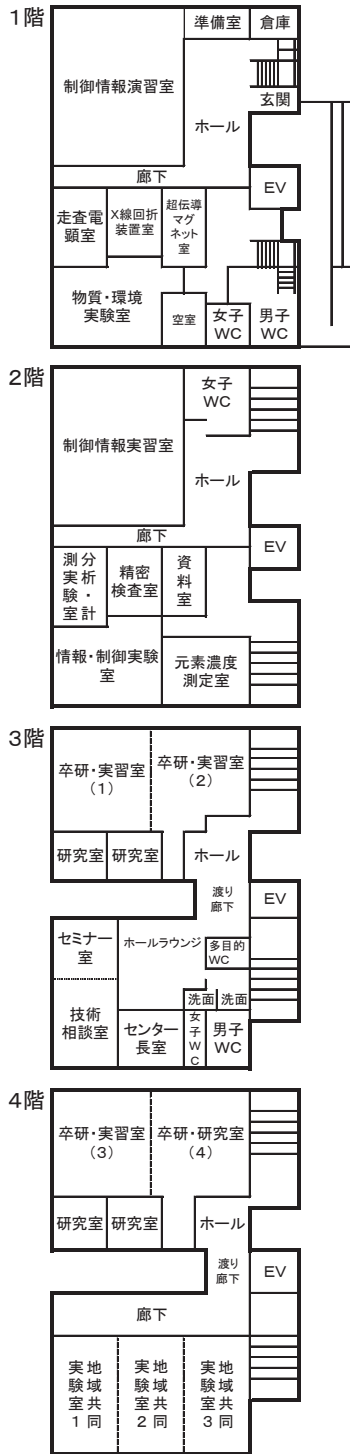 1階
準備室
倉庫
制御情報演習室
玄関
ホール
廊下
EV
走査電
顕室
X線回折
装置室
超伝導
マグ
ネット
室
物質・環境
実験室
空室
女子
WC
男子
WC
2階
女子
WC
制御情報実習室
ホール
廊下
EV
分析・計
測実験室
精密
検査室
資
料
室
情報・制御実験
室
元素濃度
測定室
3階
卒研・実習室
(1)
卒研・実習室
(2)
研究室
研究室
ホール
渡り
廊下
EV
セミナー
室
ホールラウンジ
多目的
WC
技術
相談室
洗面
洗面
センター
長室
女子WC
男子
WC
4階
卒研・実習室
(3)
卒研・研究室
(4)
研究室
研究室
ホール
渡り
廊下
EV
廊下
地域共同
実験室1
地域共同
実験室2
地域共同
実験室3